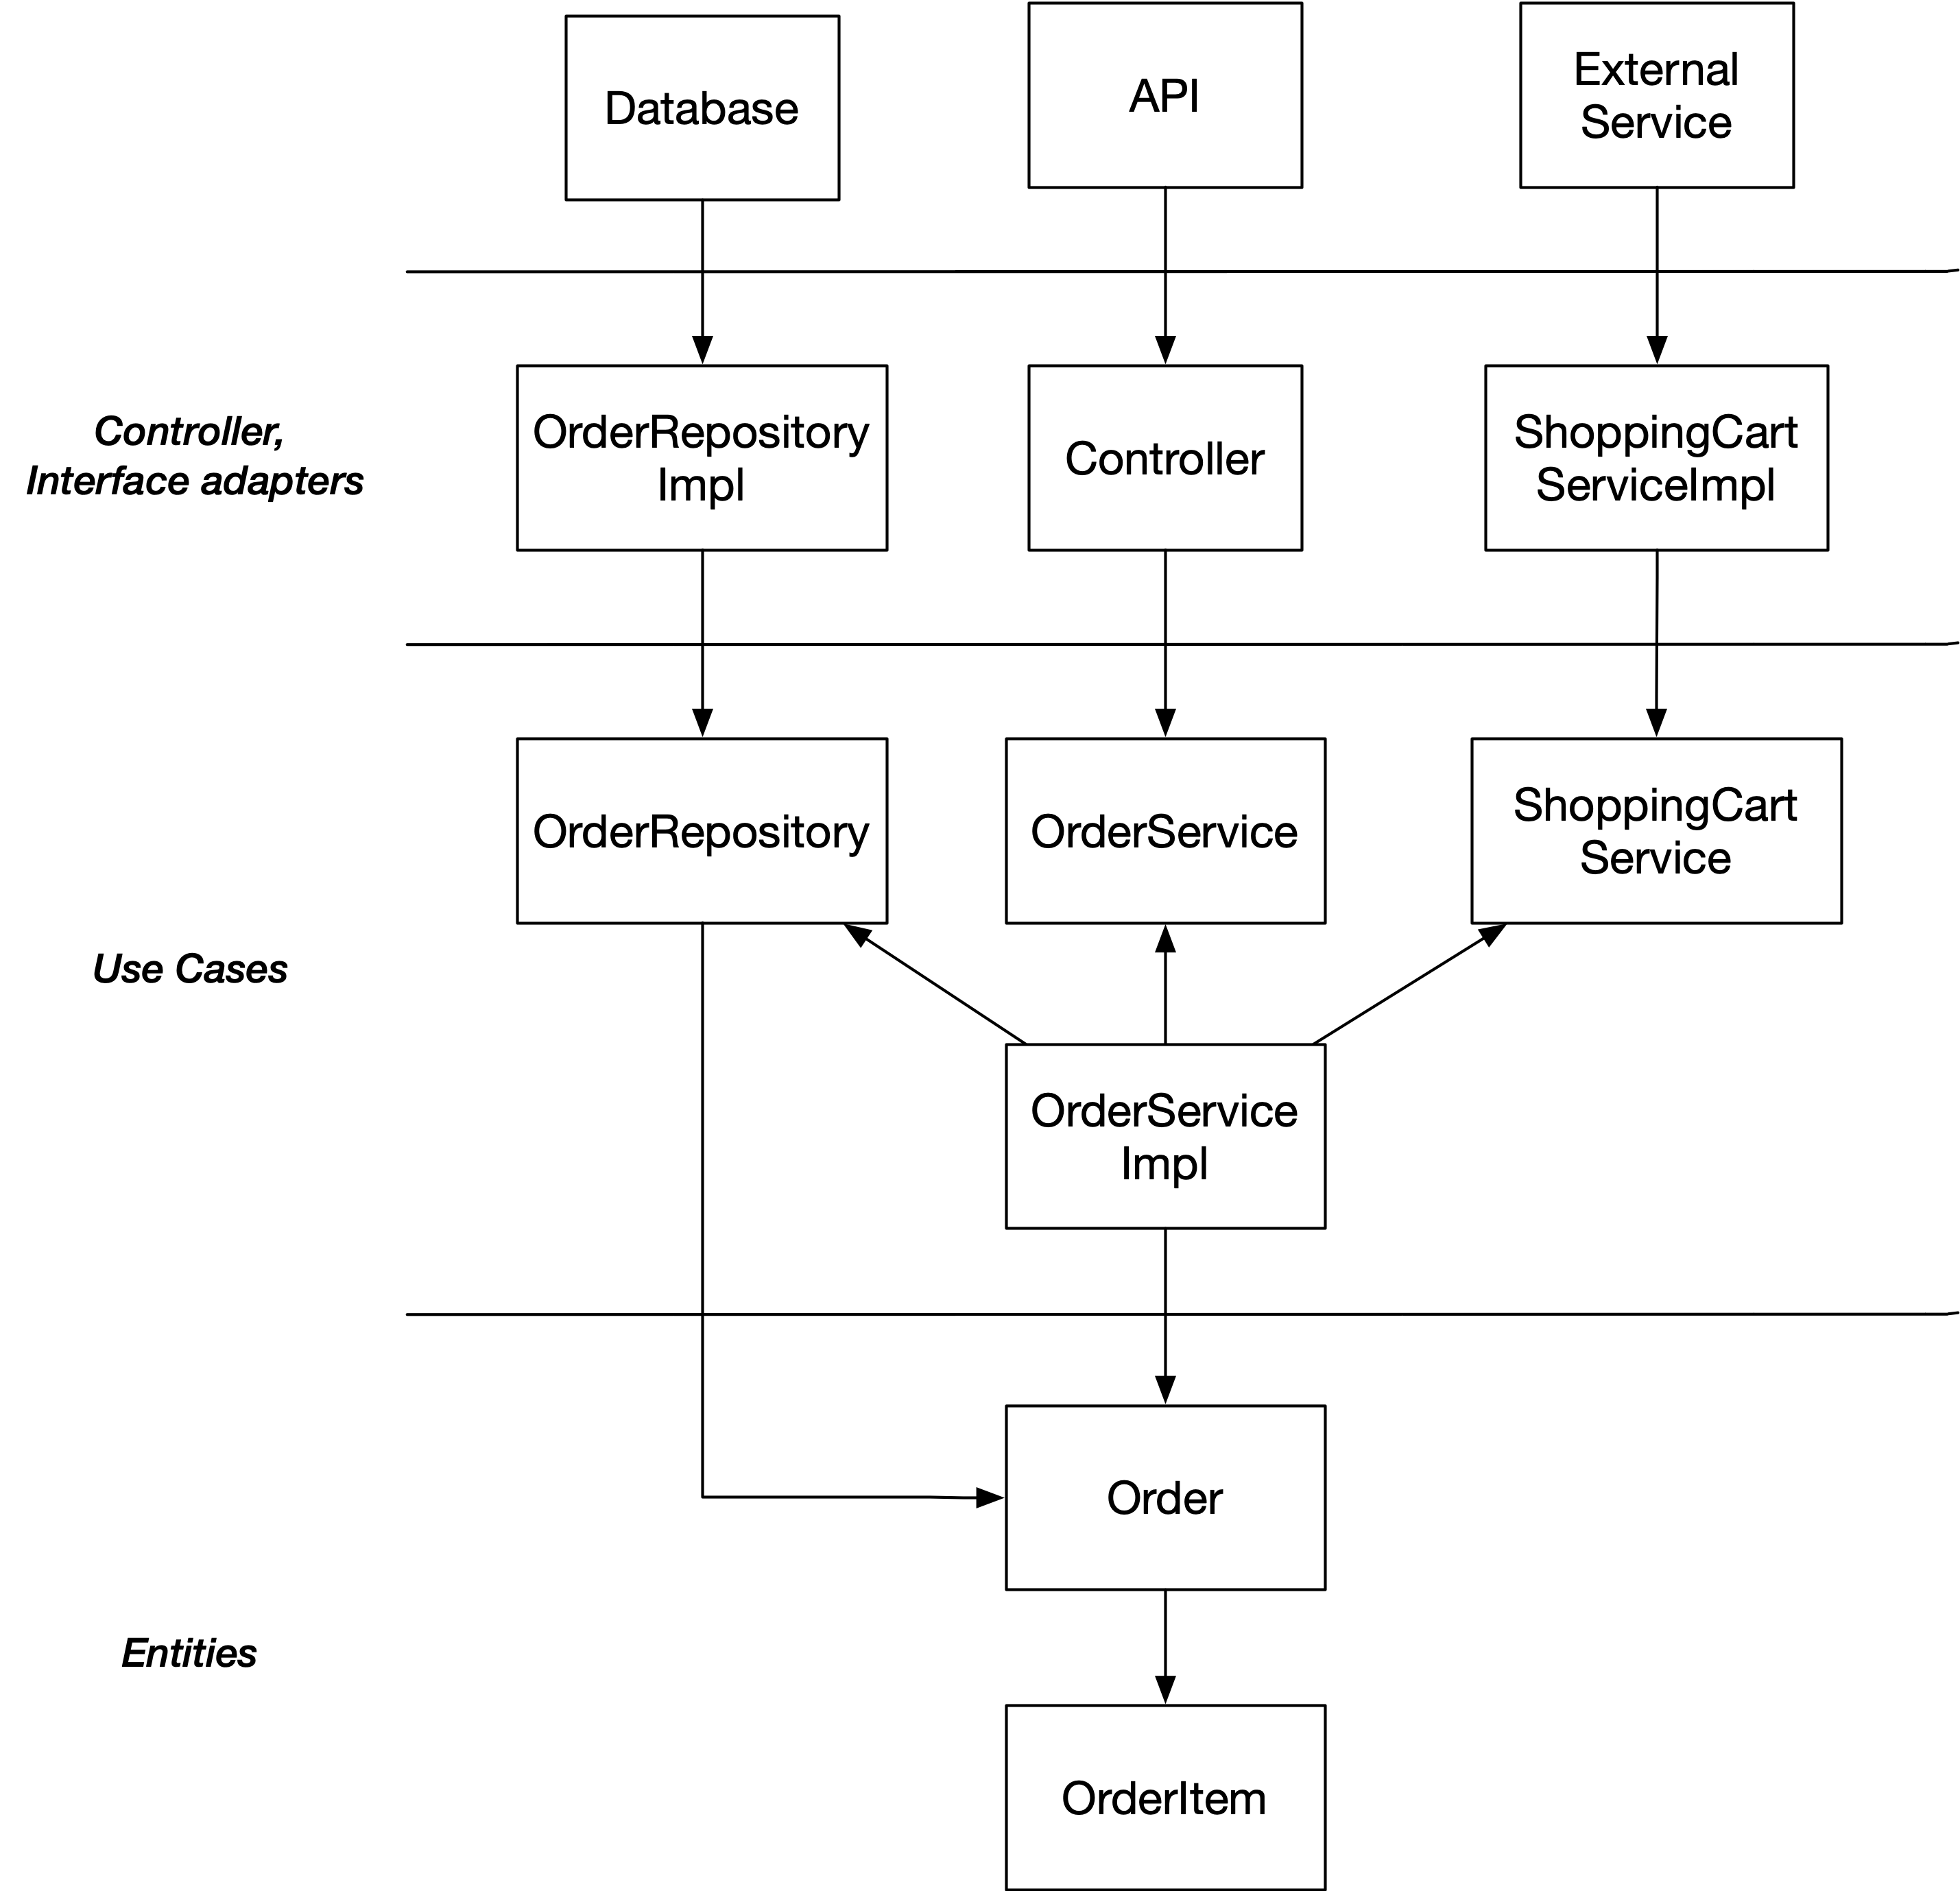 Database
API
External
Service
Controller,
Interface adapters
OrderRepository
Impl
Controller
ShoppingCart
ServiceImpl
OrderRepository
OrderService
ShoppingCart
Service
Use Cases
OrderService
Impl
Order
Entities
OrderItem